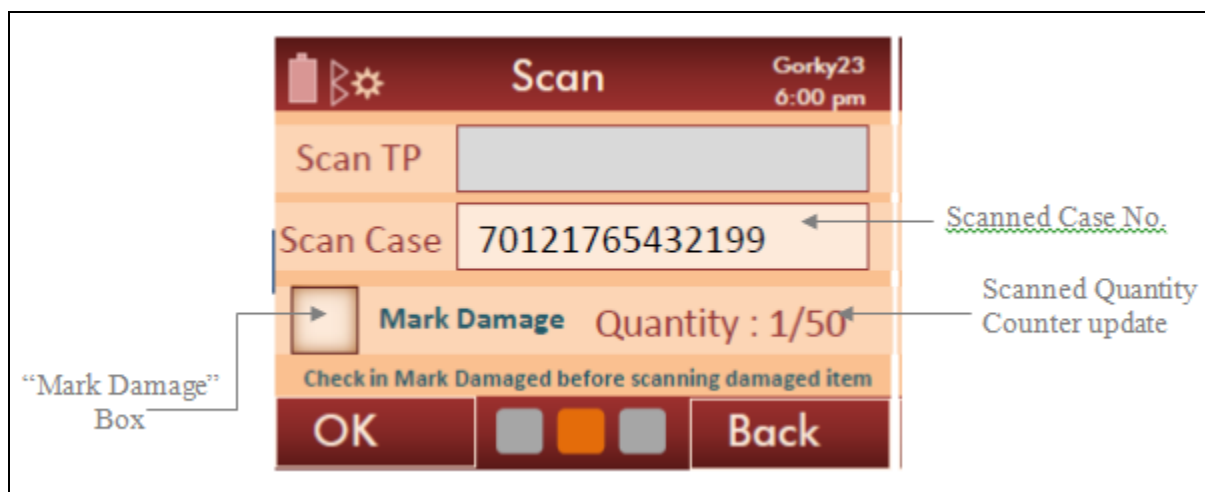 Scan
Gorky23
6:00 pm
Scan TP
Scan Case 70121765432199
Scanned Case No.
Mark Damage Quantity : 1/50
Scanned Quantity
Counter update
Check in Mark Damaged before scanning damaged item
“Mark Damage”
Box
OK
Back